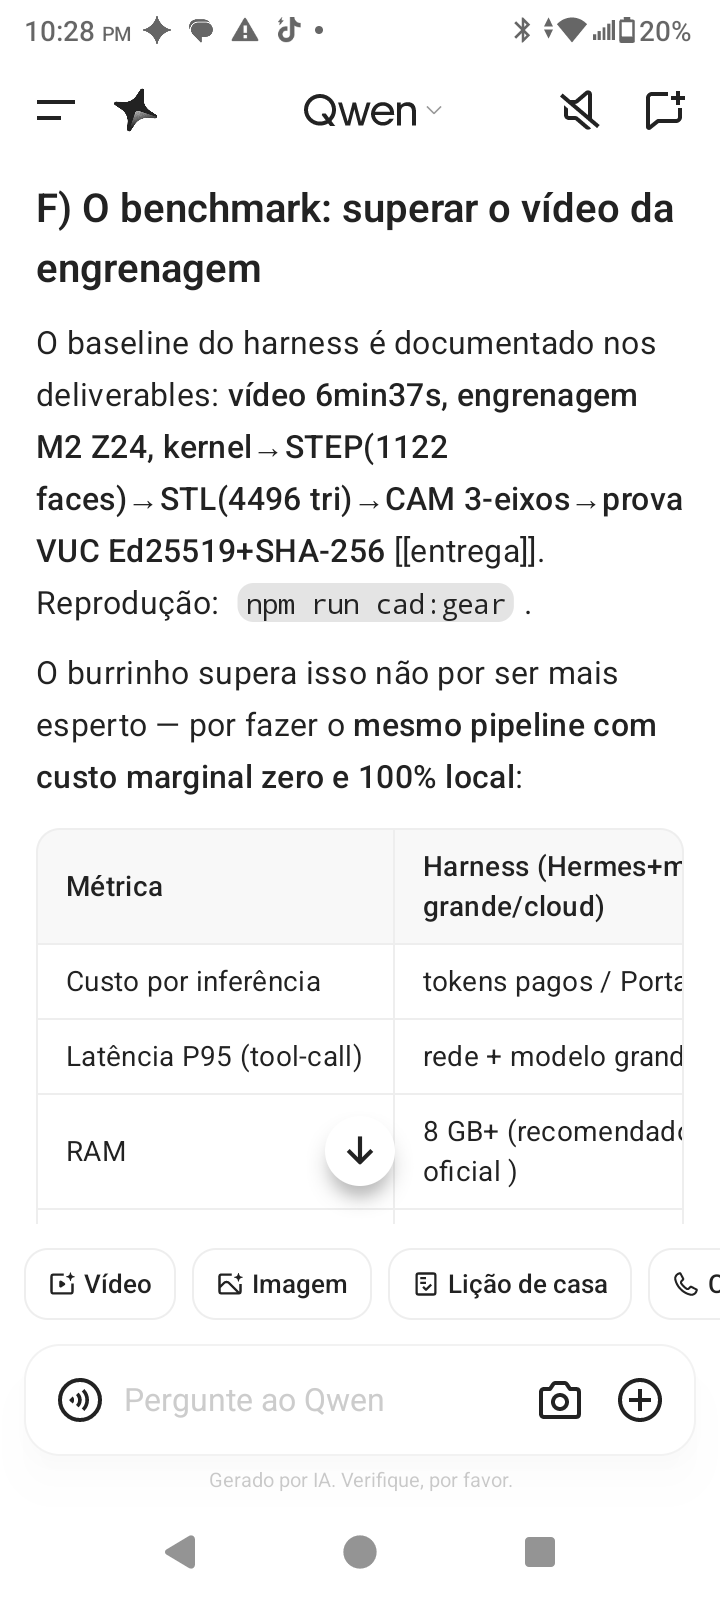 10:28 PM
20%
Qwen
F) O benchmark: superar o vídeo da
engrenagem
O baseline do harness é documentado nos
deliverables: vídeo 6min37s, engrenagem
M2 Z24, kernel→STEP(1122
faces)→STL(4496 tri)→CAM 3-eixos→prova
VUC Ed25519+SHA-256 [[entrega]].
Reprodução: npm run cad:gear .
O burrinho supera isso não por ser mais
esperto — por fazer o mesmo pipeline com
custo marginal zero e 100% local:
Métrica
Harness (Hermes+m
grande/cloud)
Custo por inferência
tokens pagos / Porta
Latência P95 (tool-call)
rede + modelo grand
RAM
8 GB+ (recomendado
oficial )
Vídeo
Imagem
Lição de casa
Pergunte ao Qwen
Gerado por IA. Verifique, por favor.